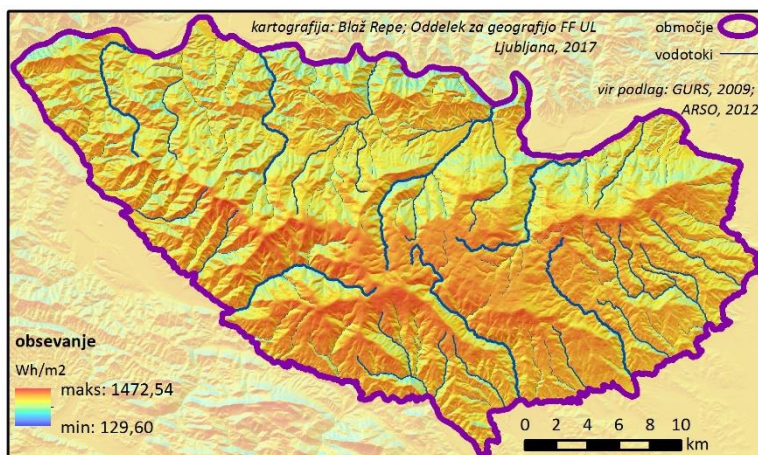 kartografija: Blaž Repe; Oddelek za geografijo FF UL
Ljubljana, 2017
območje
vodotoki
vir podlag: GURS, 2009;
ARSO, 2012
obsevanje
Wh/m2
maks: 1472,54
min: 129,60
0 2 4 6 8 10
km